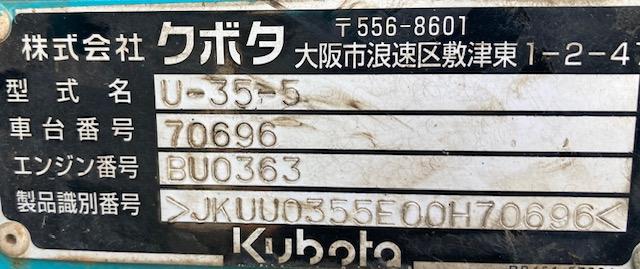 株式会社 クボタ 〒556-8601
大阪市浪速区敷津東1-2-47
型式名 U-35-5
車台番号 70696
エンジン番号 BU0363
製品識別番号 >JKUU0355E00H70696<
Kubota